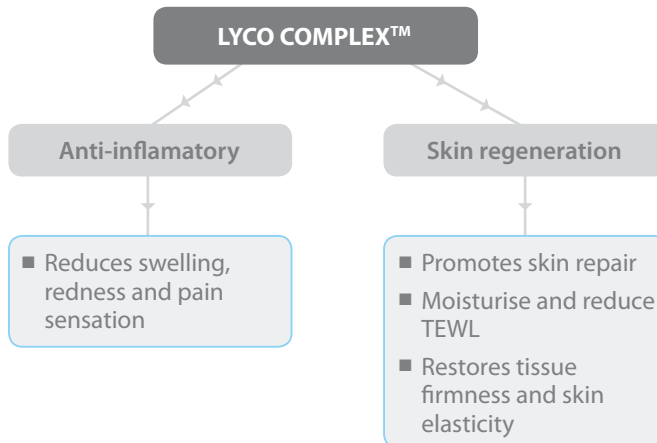 LYCO COMPLEX™
Anti-inflamatory
Skin regeneration
■ Reduces swelling,
redness and pain
sensation
■ Promotes skin repair
■ Moisturise and reduce
TEWL
■ Restores tissue
firmness and skin
elasticity